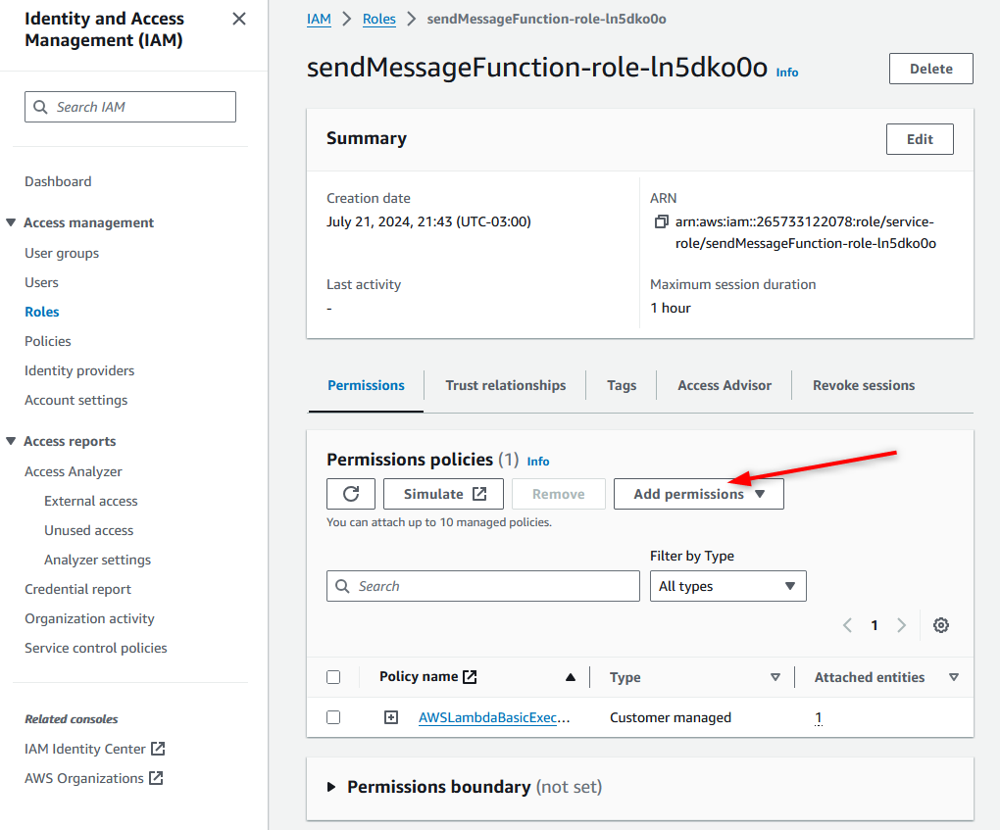 Identity and Access
Management (IAM)
Search IAM
Dashboard
Access management
User groups
Users
Roles
Policies
Identity providers
Account settings
Access reports
Access Analyzer
External access
Unused access
Analyzer settings
Credential report
Organization activity
Service control policies
Related consoles
IAM Identity Center
AWS Organizations
IAM > Roles > sendMessageFunction-role-ln5dko0o
sendMessageFunction-role-ln5dko0o Info
Delete
Summary
Edit
Creation date
July 21, 2024, 21:43 (UTC-03:00)
ARN
arn:aws:iam::265733122078:role/service-
role/sendMessageFunction-role-ln5dko0o
Last activity
-
Maximum session duration
1 hour
Permissions Trust relationships Tags Access Advisor Revoke sessions
Permissions policies (1) Info
Simulate Remove Add permissions
You can attach up to 10 managed policies.
Filter by Type
Search All types
1
Policy name Type Attached entities
AWSLambdaBasicExec... Customer managed 1
Permissions boundary (not set)